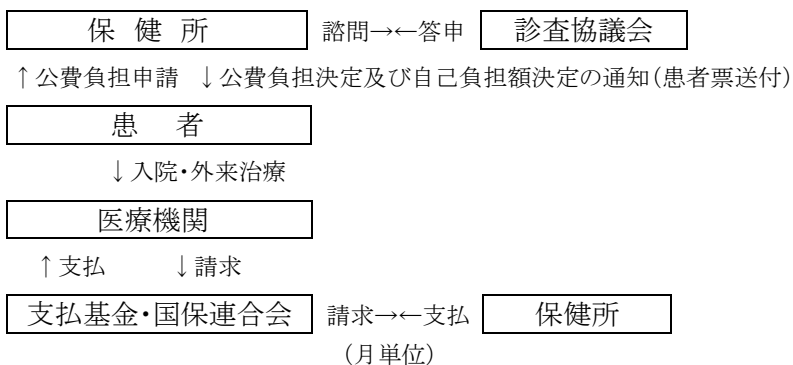 保 健 所 諮問→←答申 診査協議会
↑公費負担申請 ↓公費負担決定及び自己負担額決定の通知(患者票送付)
患 者
↓入院・外来治療
医療機関
↑支払 ↓請求
支払基金・国保連合会 請求→←支払 保健所
(月単位)